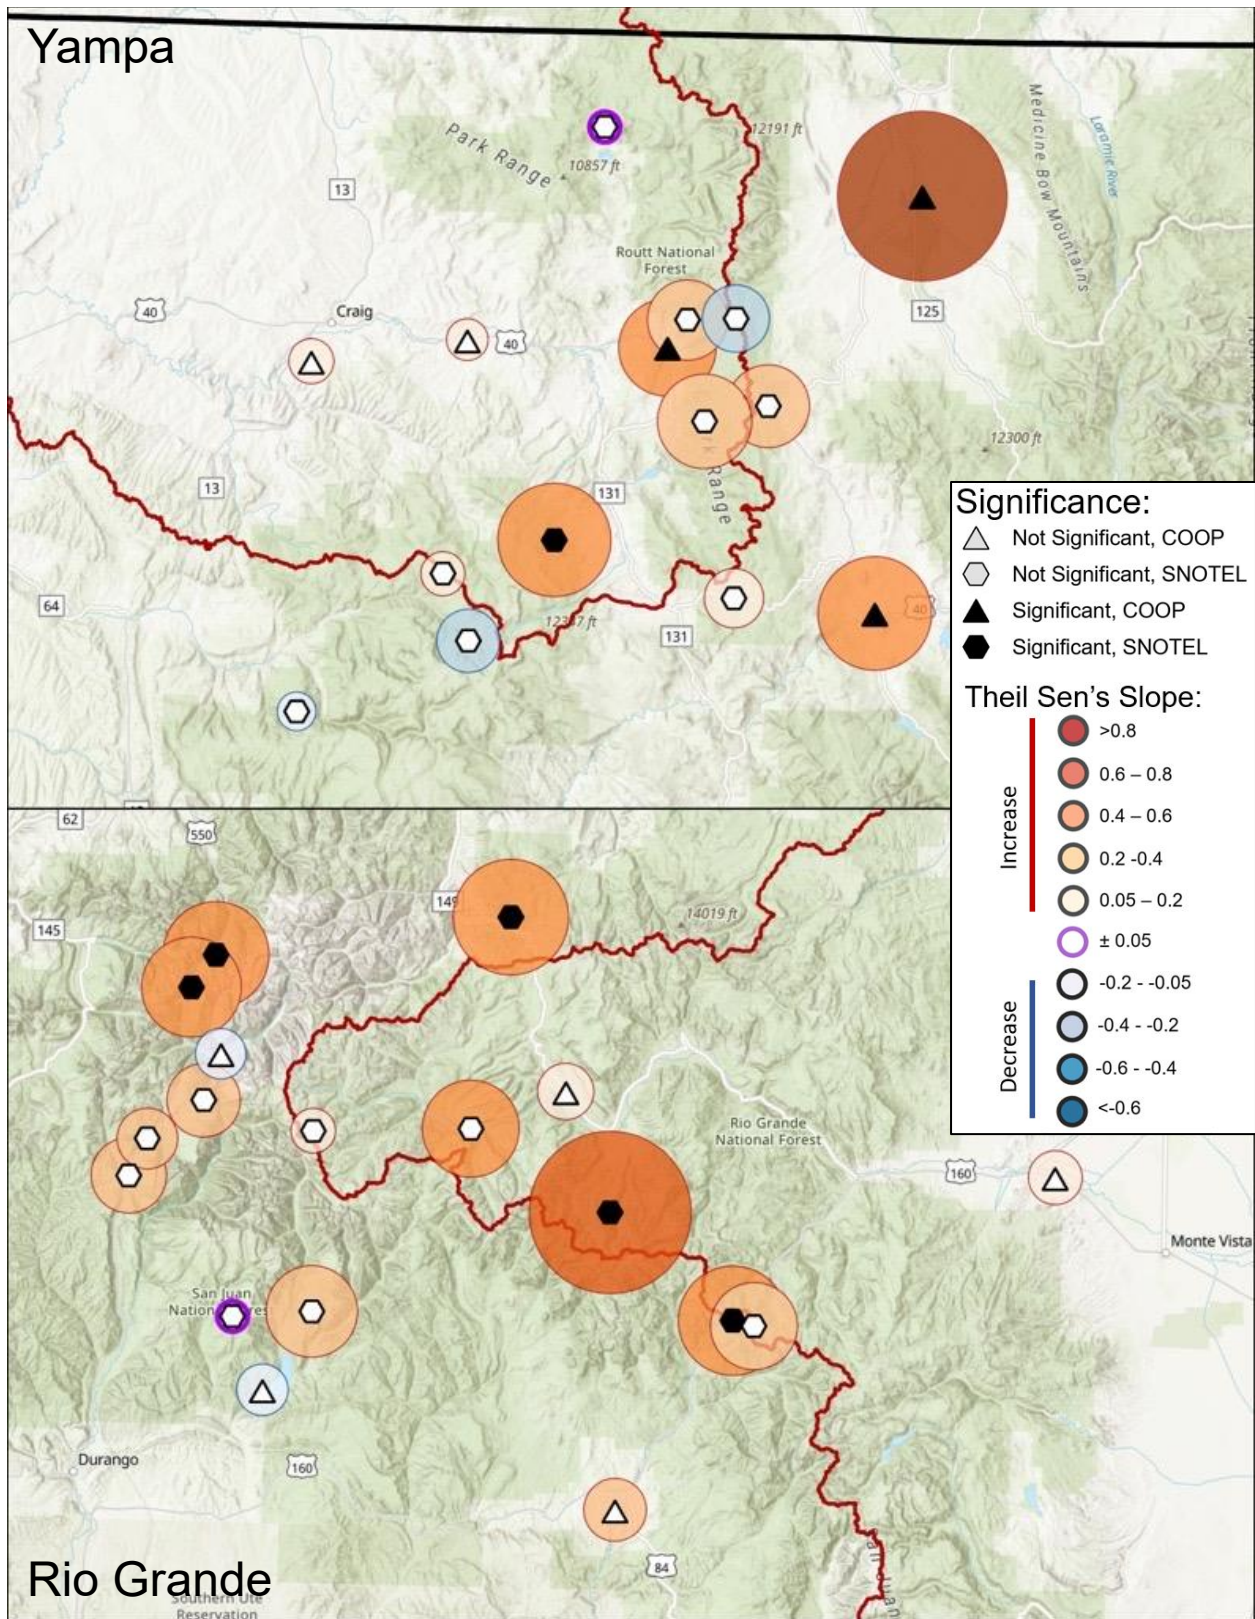 Yampa
Park Range
10857 ft
12191 ft
Medicine Bow Mountains
Laramie River
13
Routt National
Forest
40
Craig
40
125
12300 ft
13
131
Range
64
131
40
Significance:
Not Significant, COOP
Not Significant, SNOTEL
Significant, COOP
Significant, SNOTEL
Theil Sen's Slope:
Increase
>0.8
0.6 – 0.8
0.4 – 0.6
0.2 -0.4
0.05 – 0.2
± 0.05
Decrease
-0.2 - -0.05
-0.4 - -0.2
-0.6 - -0.4
<-0.6
62
550
145
149
14019 ft
Rio Grande
National Forest
160
Monte Vista
San Juan
Durango
160
84
Rio Grande
Southern Ute
Reservation